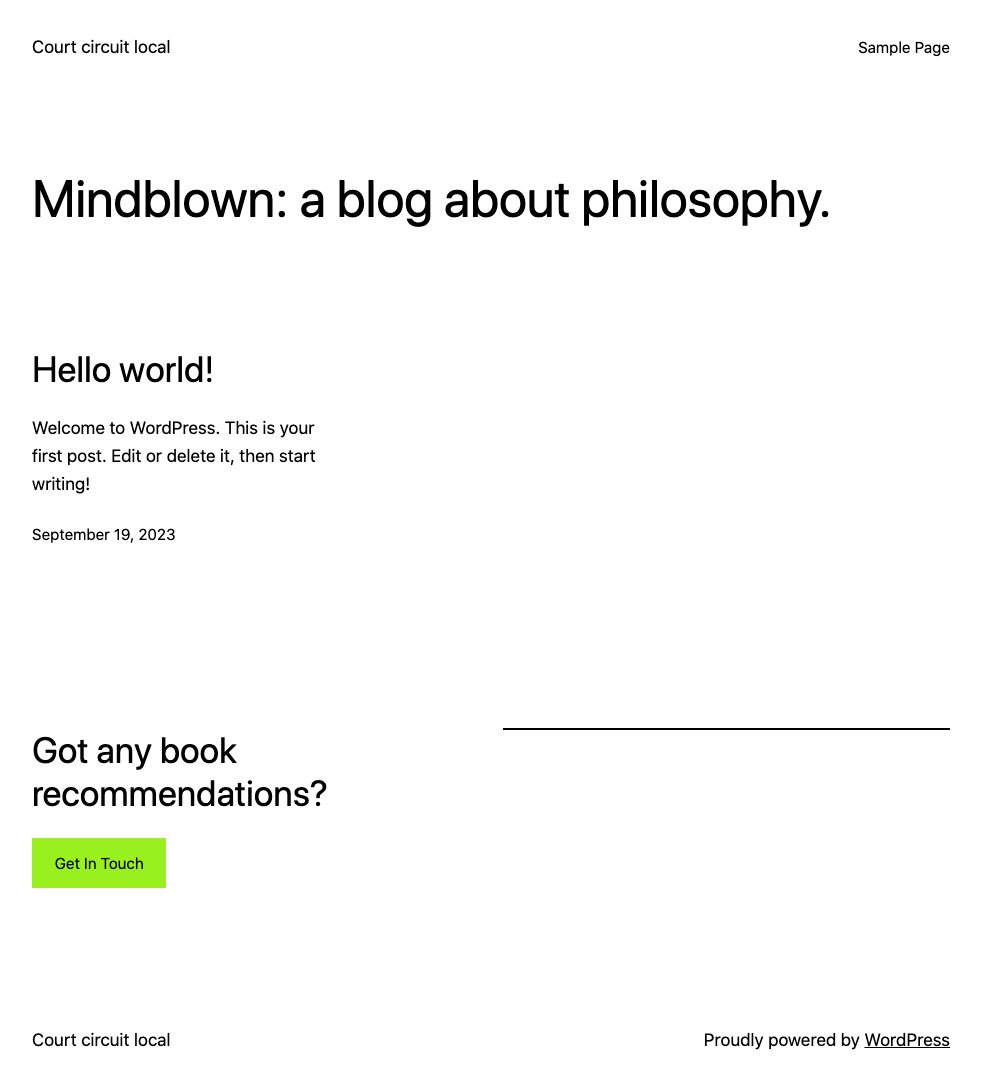 Court circuit local
Sample Page
Mindblown: a blog about philosophy.
Hello world!
Welcome to WordPress. This is your
first post. Edit or delete it, then start
writing!
September 19, 2023
Got any book
recommendations?
Get In Touch
Court circuit local
Proudly powered by WordPress